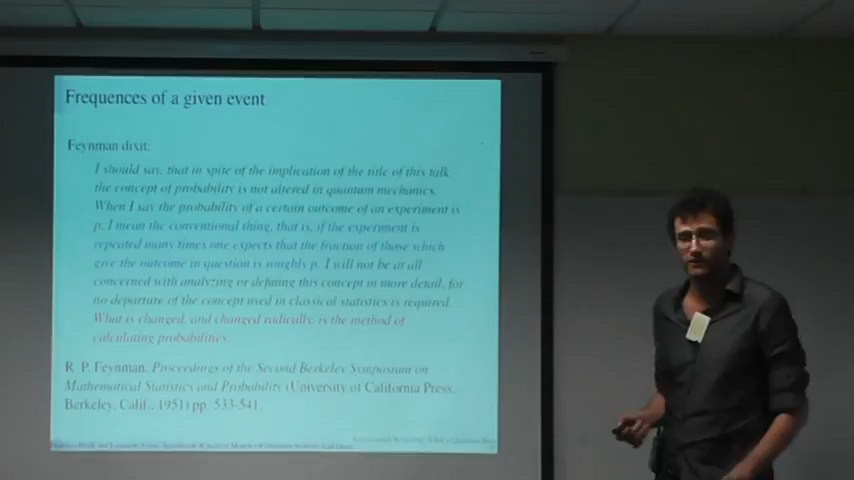 Frequences of a given event
Feynman dixit:
I should say, that in spite of the implication of the title of this talk
the concept of probability is not altered in quantum mechanics.
When I say the probability of a certain outcome of an experiment is
p, I mean the conventional thing, that is, if the experiment is
repeated many times one expects that the fraction of those which
give the outcome in question is roughly p. I will not be at all
concerned with analyzing or defining this concept in more detail, for
no departure of the concept used in classical statistics is required.
What is changed, and changed radically, is the method of
calculating probabilities.
R. P. Feynman, Proceedings of the Second Berkeley Symposium on
Mathematical Statistics and Probability (University of California Press,
Berkeley, Calif., 1951) pp. 533-541.